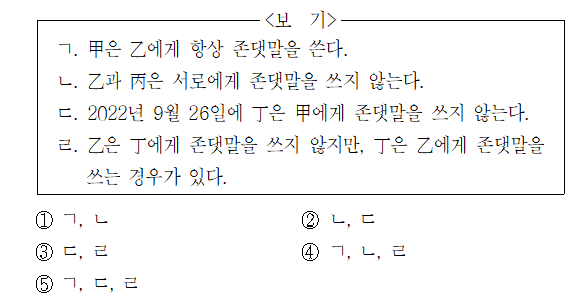 <보 기>
ㄱ. 甲은 乙에게 항상 존댓말을 쓴다.
ㄴ. 乙과 丙은 서로에게 존댓말을 쓰지 않는다.
ㄷ. 2022년 9월 26일에 丁은 甲에게 존댓말을 쓰지 않는다.
ㄹ. 乙은 丁에게 존댓말을 쓰지 않지만, 丁은 乙에게 존댓말을
쓰는 경우가 있다.
① ㄱ, ㄴ ② ㄴ, ㄷ
③ ㄷ, ㄹ ④ ㄱ, ㄴ, ㄹ
⑤ ㄱ, ㄷ, ㄹ